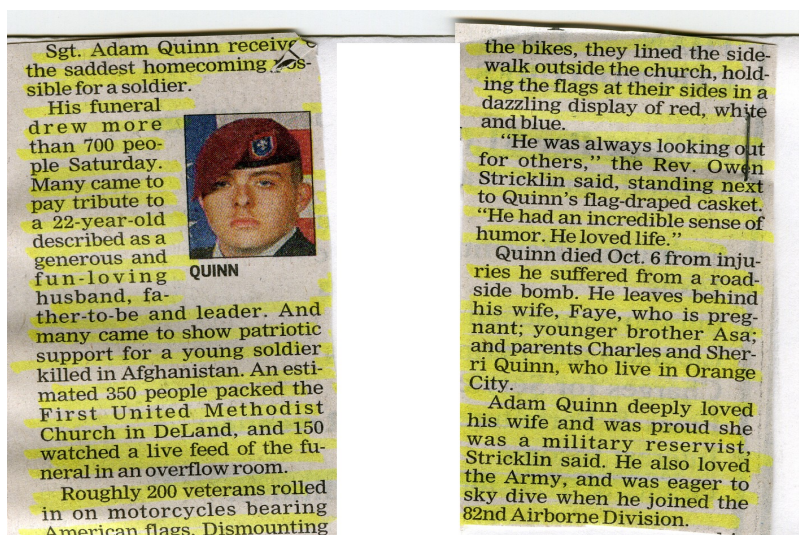 Sgt. Adam Quinn receive
the saddest homecoming pos-
sible for a soldier.
His funeral
drew more
than 700 peo-
ple Saturday.
Many came to
pay tribute to
a 22-year-old
described as a
generous and
fun-loving
husband, fa-
QUINN
ther-to-be and leader. And
many came to show patriotic
support for a young soldier
killed in Afghanistan. An esti-
mated 350 people packed the
First United Methodist
Church in DeLand, and 150
watched a live feed of the fu-
neral in an overflow room.
Roughly 200 veterans rolled
in on motorcycles bearing
American flags. Dismounting
the bikes, they lined the side-
walk outside the church, hold-
ing the flags at their sides in a
dazzling display of red, white
and blue.
"He was always looking out
for others," the Rev. Owen
Stricklin said, standing next
to Quinn's flag-draped casket.
"He had an incredible sense of
humor. He loved life."
Quinn died Oct. 6 from inju-
ries he suffered from a road-
side bomb. He leaves behind
his wife, Faye, who is preg-
nant; younger brother Asa;
and parents Charles and Sher-
ri Quinn, who live in Orange
City.
Adam Quinn deeply loved
his wife and was proud she
was a military reservist,
Stricklin said. He also loved
the Army, and was eager to
sky dive when he joined the
82nd Airborne Division.